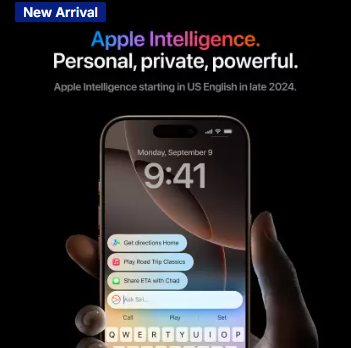 New Arrival
Apple Intelligence.
Personal, private, powerful.
Apple Intelligence starting in US English in late 2024.
Monday, September 9
9:41
Get directions Home
Play Road Trip Classics
Share ETA with Chad
Ask Siri...
Call Play Set
Q W E R T Y U I O P